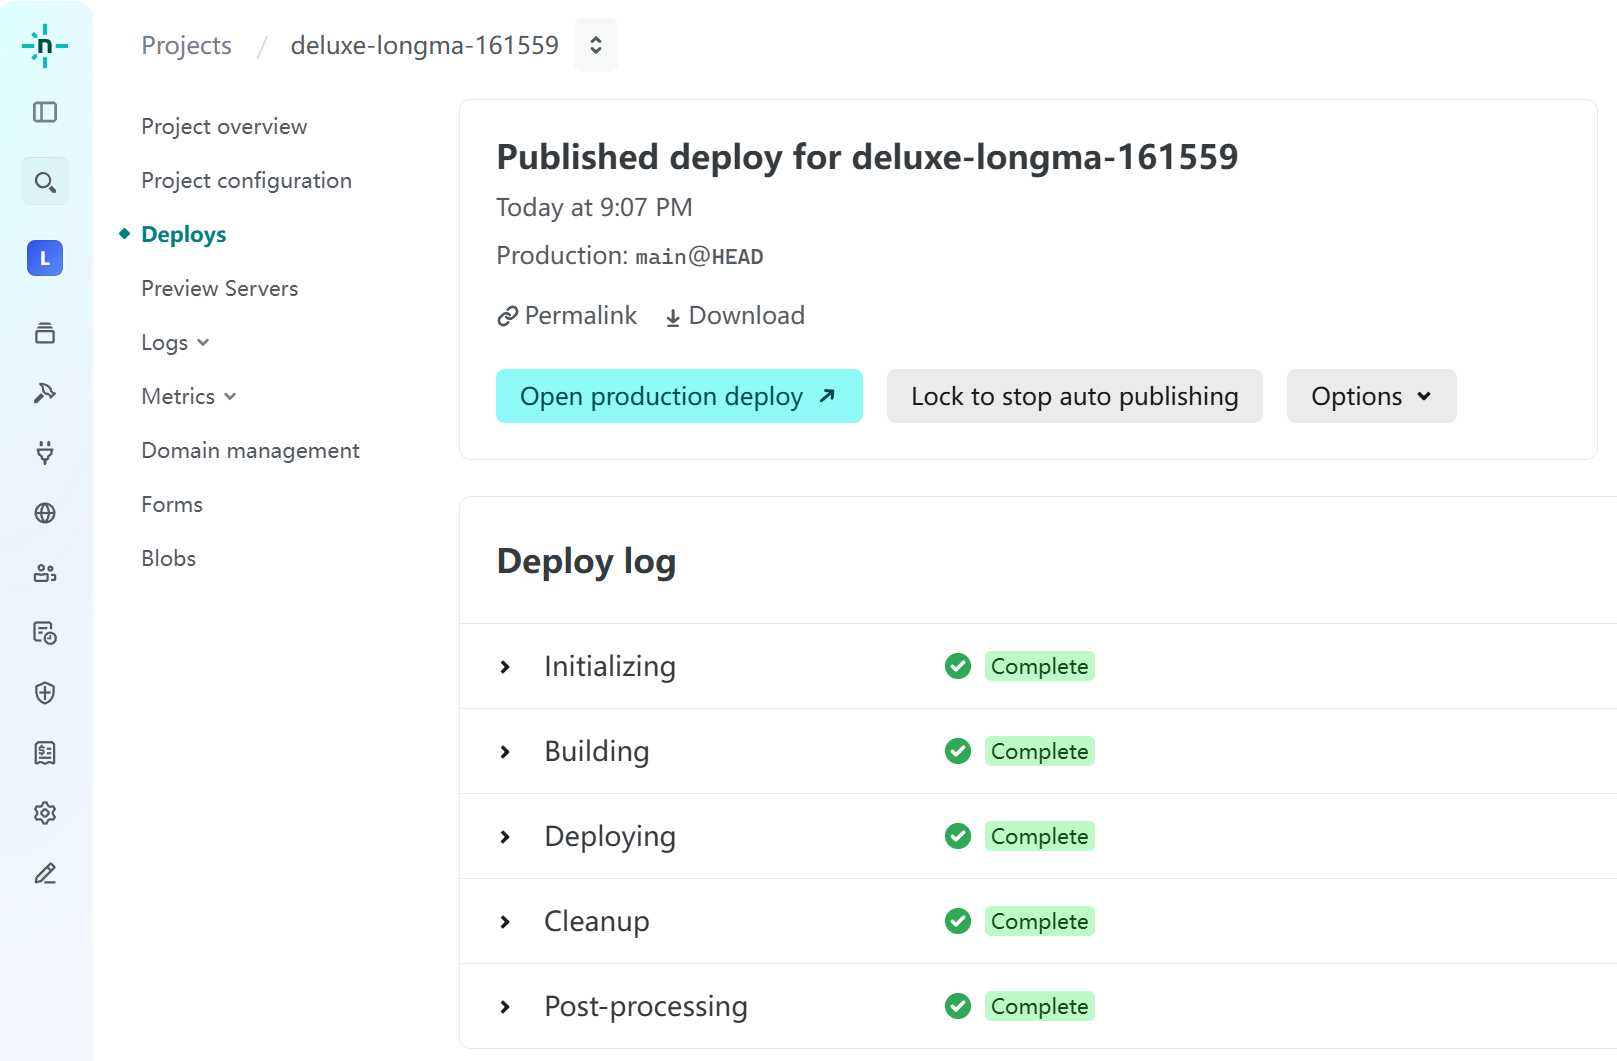 n
Projects / deluxe-longma-161559
L
Project overview
Project configuration
Deploys
Preview Servers
Logs
Metrics
Domain management
Forms
Blobs
Published deploy for deluxe-longma-161559
Today at 9:07 PM
Production: main@HEAD
Permalink Download
Open production deploy Lock to stop auto publishing Options
Deploy log
Initializing Complete
Building Complete
Deploying Complete
Cleanup Complete
Post-processing Complete